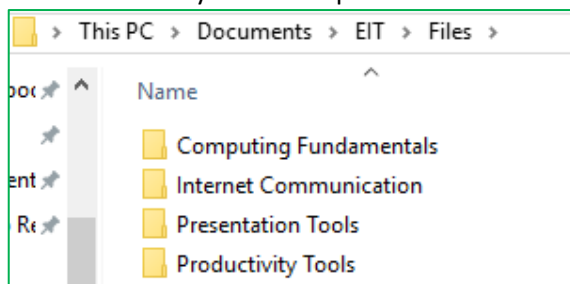 This PC > Documents > EIT > Files >
Name
Computing Fundamentals
Internet Communication
Presentation Tools
Productivity Tools